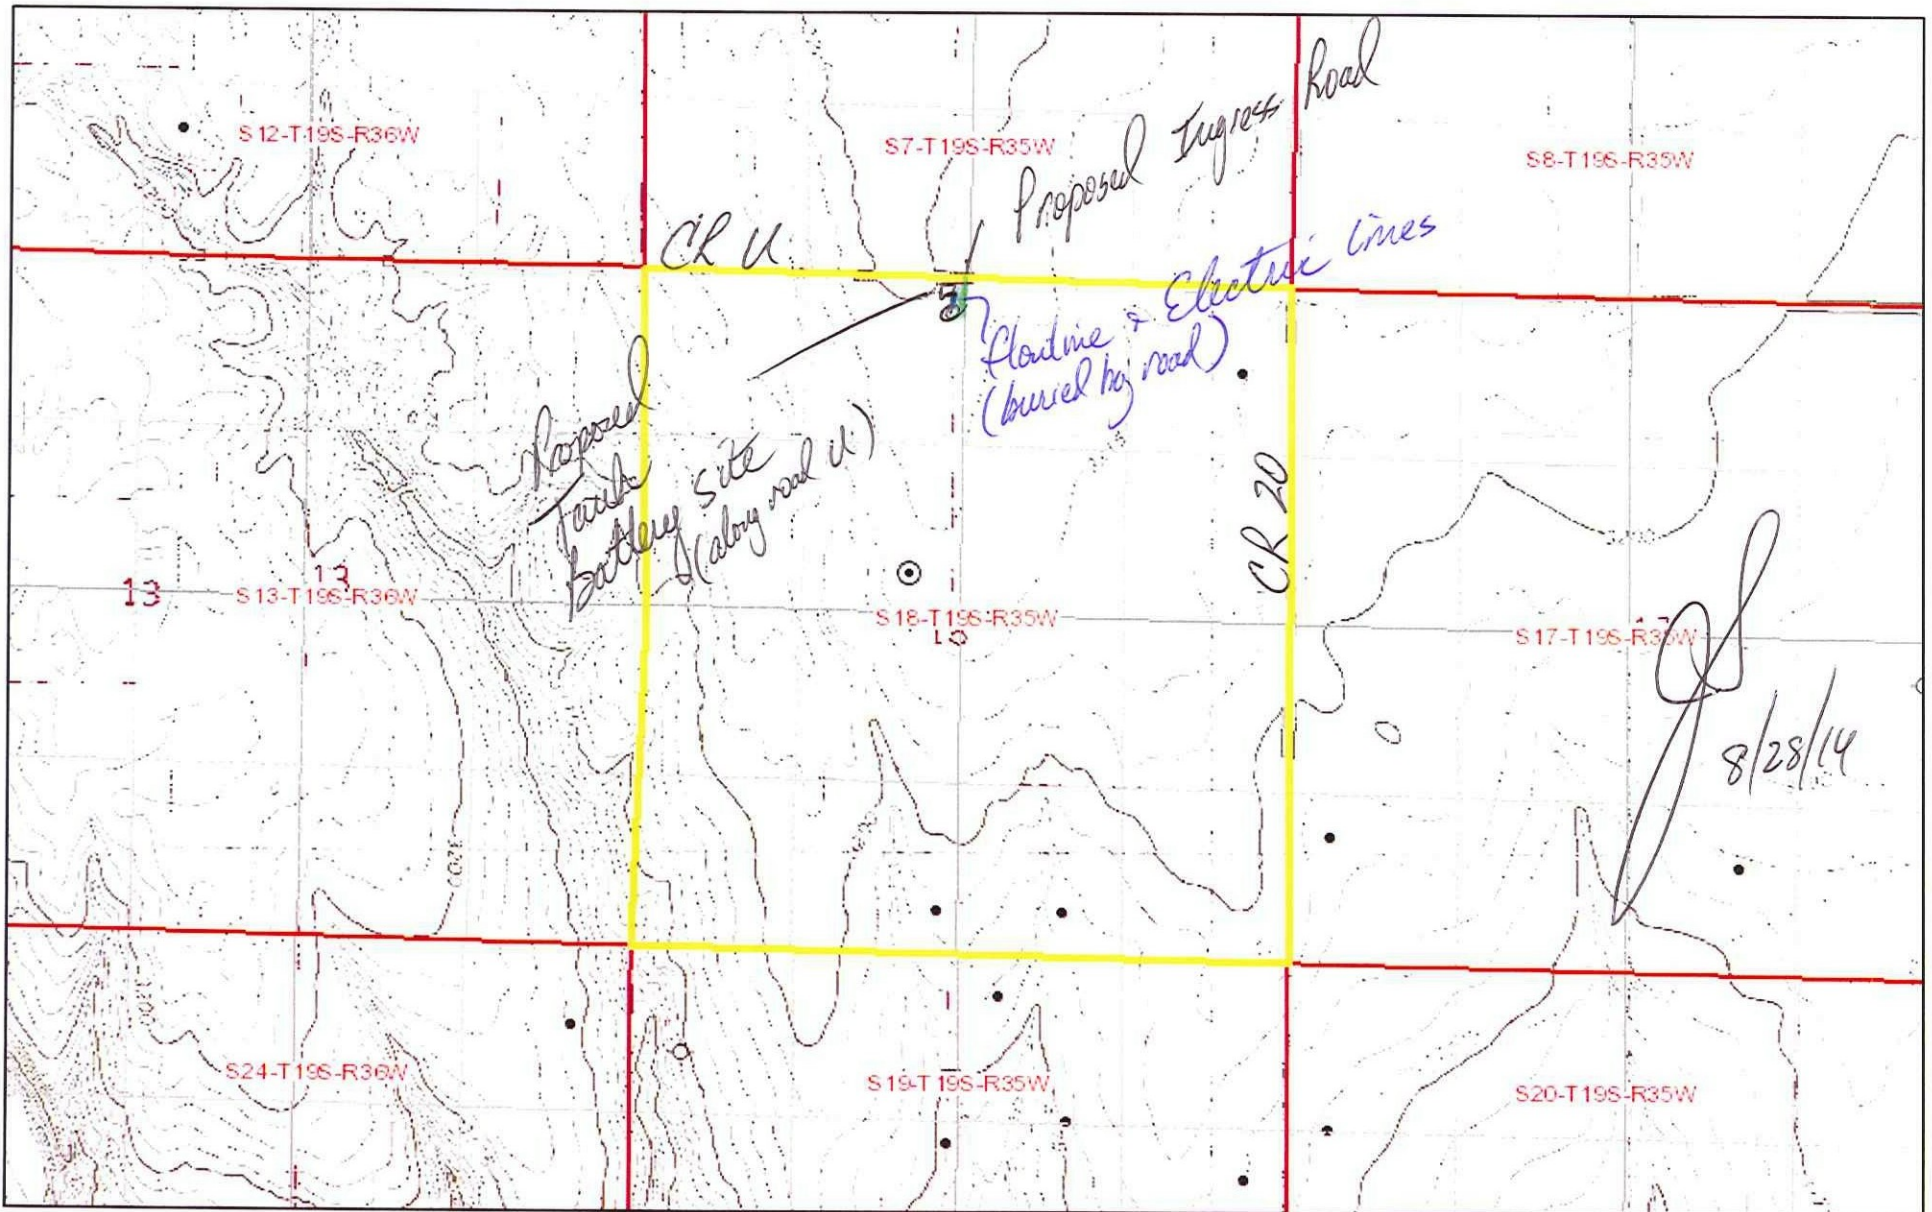 S12-T19S-R36W
S7-T19S-R35W
S8-T19S-R35W
Proposed Ingress Road
CR U
Flowline & Electric lines
(buried by road)
Proposed
Tank
Battery site
(along road U)
CR 20
13
13
S13-T19S-R36W
S18-T19S-R35W
S17-T19S-R35W
8/28/14
S24-T19S-R36W
S19-T19S-R35W
S20-T19S-R35W